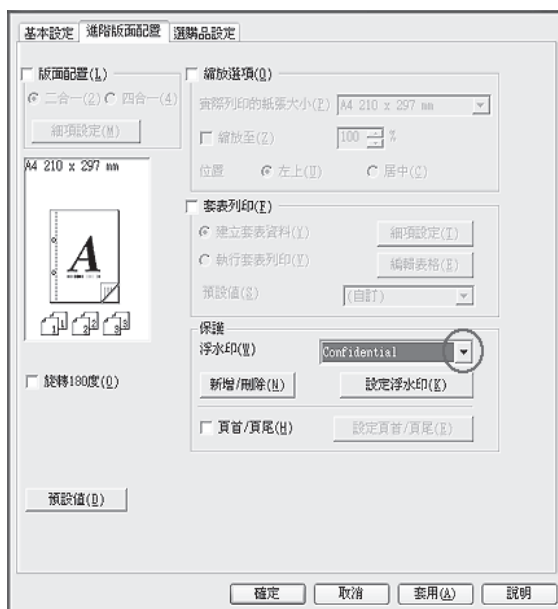 基本設定 進階版面配置 選購品設定
版面配置(L)
二合一(2) 四合一(4)
細項設定(M)
A4 210 x 297 mm
A
1 1 2 2 3 3
旋轉180度(O)
預設值(D)
縮放選項(Q)
實際列印的紙張大小(P) A4 210 x 297 mm
縮放至(Z) 100 %
位置 左上(U) 居中(C)
套表列印(F)
建立套表資料(Y) 細項設定(T)
執行套表列印(V) 編輯表格(B)
預設值(S) (自訂)
保護
浮水印(W) Confidential
新增/刪除(N) 設定浮水印(K)
頁首/頁尾(H) 設定頁首/頁尾(E)
確定 取消 套用(A) 說明